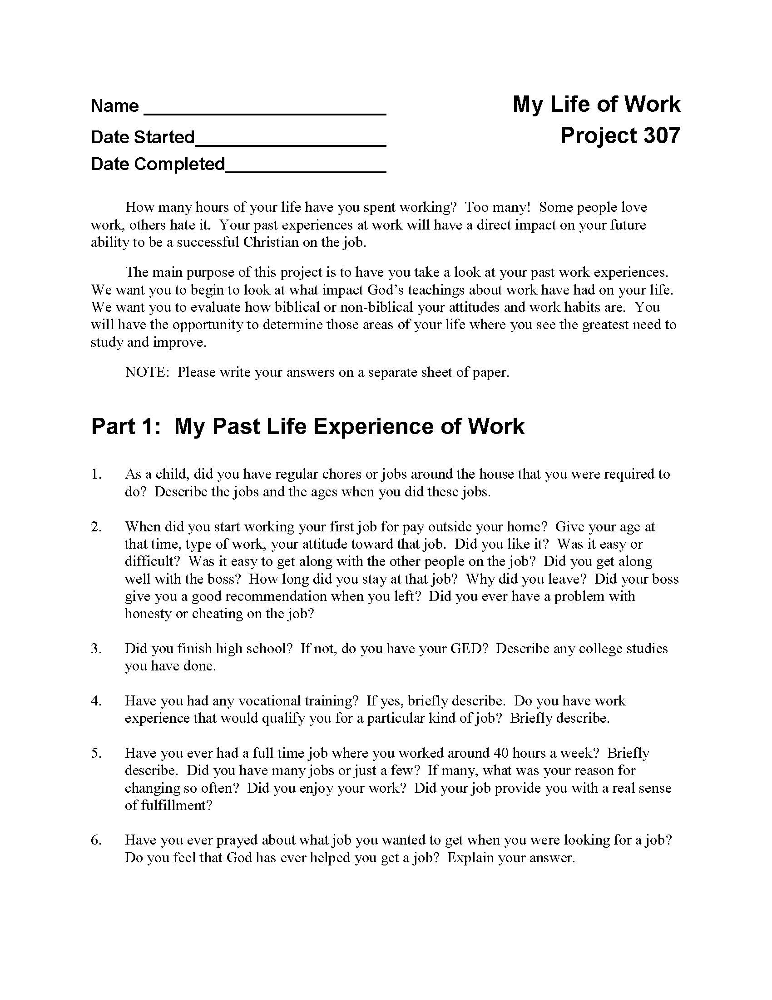 Name
My Life of Work
Date Started
Project 307
Date Completed
How many hours of your life have you spent working?  Too many!  Some people love
work, others hate it.  Your past experiences at work will have a direct impact on your future
ability to be a successful Christian on the job.
The main purpose of this project is to have you take a look at your past work experiences.
We want you to begin to look at what impact God’s teachings about work have had on your life.
We want you to evaluate how biblical or non-biblical your attitudes and work habits are.  You
will have the opportunity to determine those areas of your life where you see the greatest need to
study and improve.
NOTE:  Please write your answers on a separate sheet of paper.
Part 1:  My Past Life Experience of Work
1. As a child, did you have regular chores or jobs around the house that you were required to
do?  Describe the jobs and the ages when you did these jobs.
2. When did you start working your first job for pay outside your home?  Give your age at
that time, type of work, your attitude toward that job.  Did you like it?  Was it easy or
difficult?  Was it easy to get along with the other people on the job?  Did you get along
well with the boss?  How long did you stay at that job?  Why did you leave?  Did your boss
give you a good recommendation when you left?  Did you ever have a problem with
honesty or cheating on the job?
3. Did you finish high school?  If not, do you have your GED?  Describe any college studies
you have done.
4. Have you had any vocational training?  If yes, briefly describe.  Do you have work
experience that would qualify you for a particular kind of job?  Briefly describe.
5. Have you ever had a full time job where you worked around 40 hours a week?  Briefly
describe.  Did you have many jobs or just a few?  If many, what was your reason for
changing so often?  Did you enjoy your work?  Did your job provide you with a real sense
of fulfillment?
6. Have you ever prayed about what job you wanted to get when you were looking for a job?
Do you feel that God has ever helped you get a job?  Explain your answer.